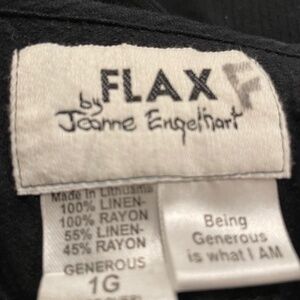 FLAX F
by
Jeanne Engelhart
Made in Lithuania
100% LINEN-
100% RAYON
55% LINEN-
45% RAYON
GENEROUS
1G
Being
Generous
is what I AM